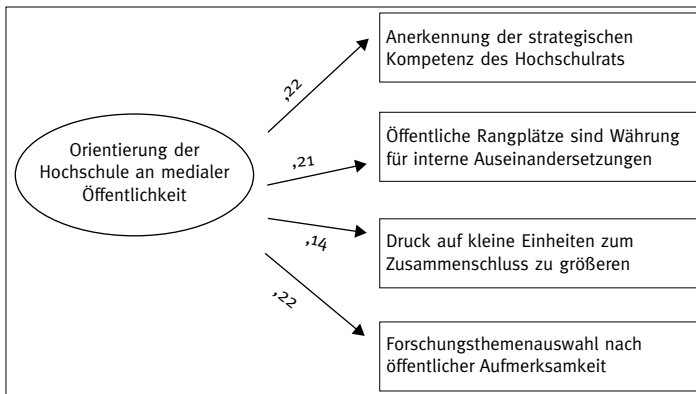 Orientierung der
Hochschule an medialer
Öffentlichkeit
,22
Anerkennung der strategischen
Kompetenz des Hochschulrats
,21
Öffentliche Rangplätze sind Währung
für interne Auseinandersetzungen
,14
Druck auf kleine Einheiten zum
Zusammenschluss zu größeren
,22
Forschungsthemenauswahl nach
öffentlicher Aufmerksamkeit